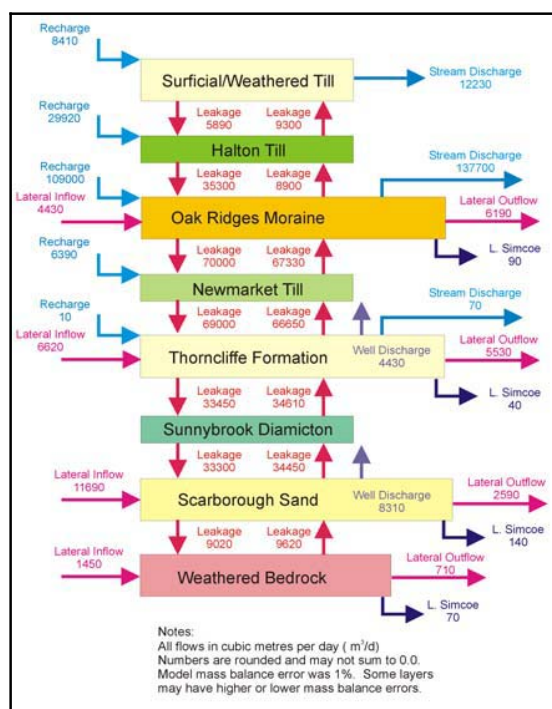 Recharge
8410
Surficial/Weathered Till
Stream Discharge
12230
Recharge
29920
Leakage
5890
Leakage
9300
Halton Till
Recharge
109000
Leakage
35300
Leakage
8900
Stream Discharge
137700
Lateral Inflow
4430
Oak Ridges Moraine
Lateral Outflow
6190
L. Simcoe
90
Recharge
6390
Leakage
70000
Leakage
67330
Newmarket Till
Recharge
10
Leakage
69000
Leakage
66650
Stream Discharge
70
Lateral Inflow
6620
Thorncliffe Formation
Well Discharge
4430
Lateral Outflow
5530
L. Simcoe
40
Leakage
33450
Leakage
34610
Sunnybrook Diamicton
Leakage
33300
Leakage
34450
Lateral Inflow
11690
Scarborough Sand
Well Discharge
8310
Lateral Outflow
2590
L. Simcoe
140
Leakage
9020
Leakage
9620
Lateral Inflow
1450
Weathered Bedrock
Lateral Outflow
710
L. Simcoe
70
Notes:
All flows in cubic metres per day ( m³/d)
Numbers are rounded and may not sum to 0.0.
Model mass balance error was 1%. Some layers
may have higher or lower mass balance errors.